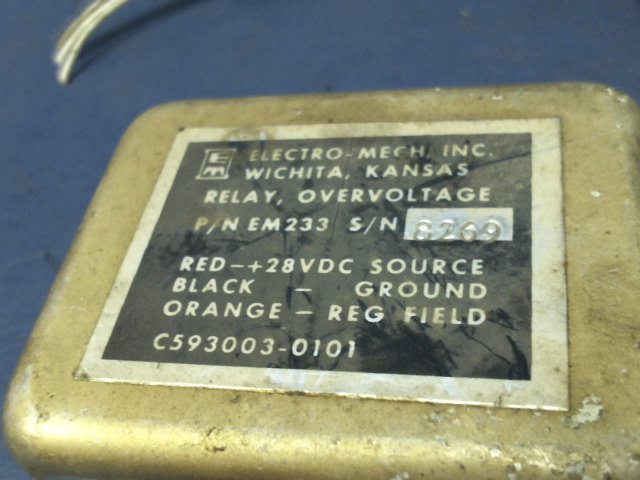 EM ELECTRO-MECH, INC.
WICHITA, KANSAS
RELAY, OVERVOLTAGE
P/N EM233 S/N 8269
RED-+28VDC SOURCE
BLACK - GROUND
ORANGE - REG FIELD
C593003-0101